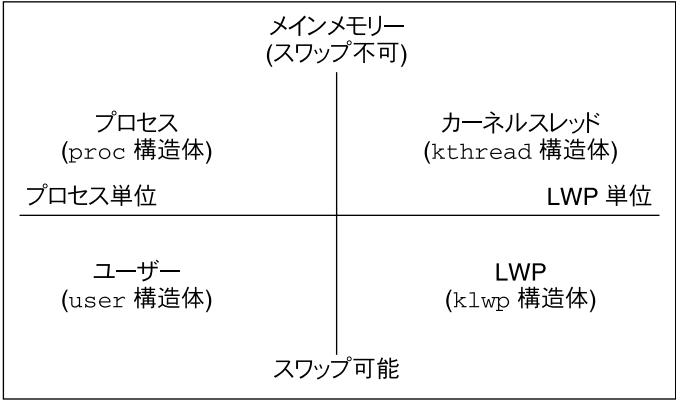 メインメモリー
(スワップ不可)
プロセス
(proc 構造体)
カーネルスレッド
(kthread 構造体)
プロセス単位
LWP 単位
ユーザー
(user 構造体)
LWP
(klwp 構造体)
スワップ可能